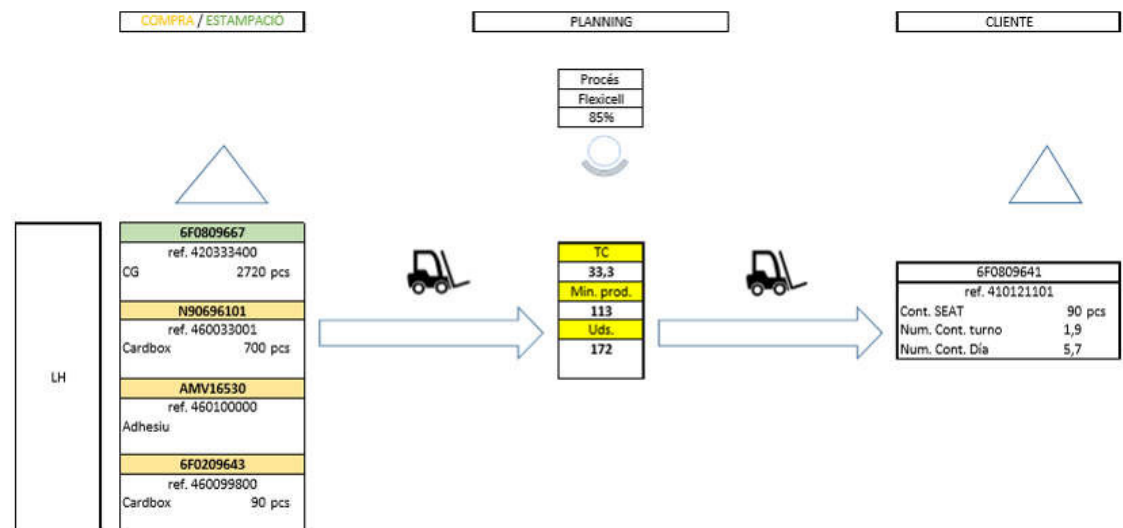 COMPRA / ESTAMPACIÓ
PLANNING
CLIENTE
Procés
Flexicell
85%
LH
6F0809667
ref. 420333400
CG 2720 pcs
N90696101
ref. 460033001
Cardbox 700 pcs
AMV16530
ref. 460100000
Adhesiu
6F0209643
ref. 460099800
Cardbox 90 pcs
TC
33,3
Min. prod.
113
Uds.
172
6F0809641
ref. 410121101
Cont. SEAT 90 pcs
Num. Cont. turno 1,9
Num. Cont. Día 5,7